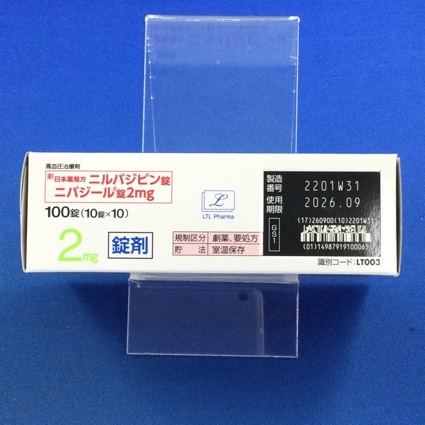 高血圧治療剤
劇 日本薬局方 ニルバジピン錠
ニバジール®錠2mg
100錠(10錠×10)
2mg 錠剤
L
LTL Pharma
規制区分 劇薬、要処方
貯法 室温保存
製造番号 2201W31
使用期限 2026.09
(17)260900(10)2201W31
GS1
(01)14987919100065
識別コード:LT003